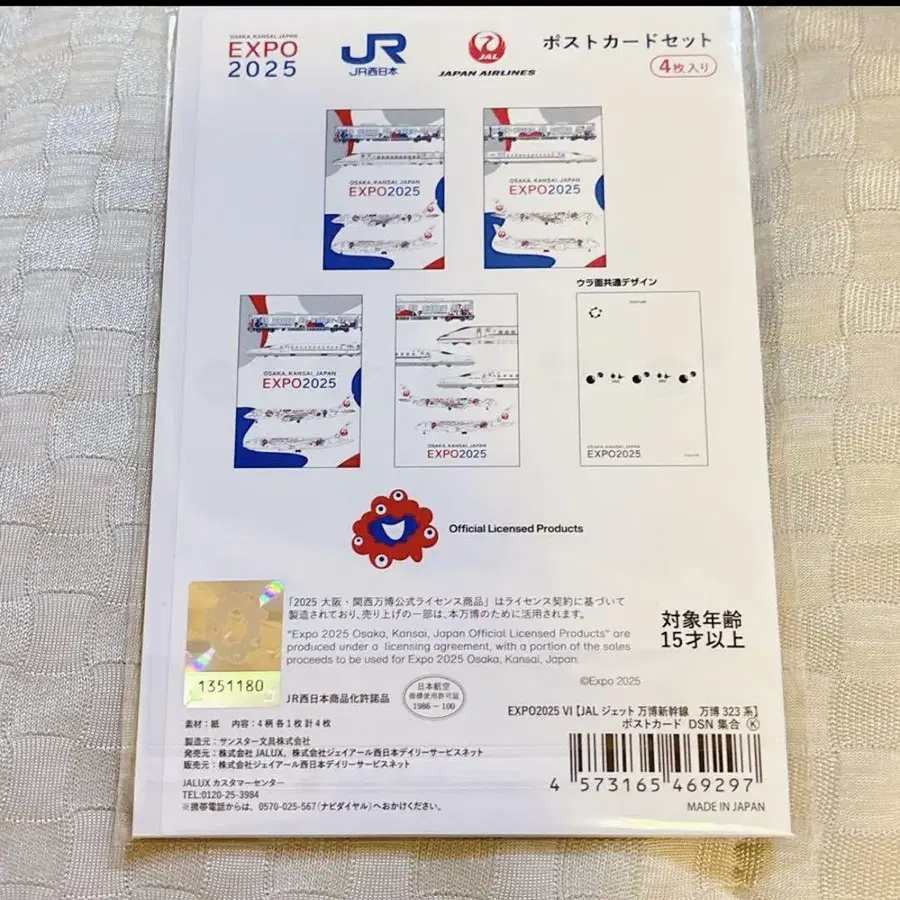 OSAKA, KANSAI, JAPAN
EXPO
2025
JR
JR西日本
JAL
JAPAN AIRLINES
ポストカードセット
4枚入り
OSAKA, KANSAI, JAPAN
EXPO2025
OSAKA, KANSAI, JAPAN
EXPO2025
ウラ面共通デザイン
OSAKA, KANSAI, JAPAN
EXPO2025
OSAKA, KANSAI, JAPAN
EXPO2025
OSAKA, KANSAI, JAPAN
EXPO2025
Official Licensed Products
「2025 大阪・関西万博公式ライセンス商品」はライセンス契約に基づいて
製造されており、売り上げの一部は、本万博のために活用されます。
"Expo 2025 Osaka, Kansai, Japan Official Licensed Products" are
produced under a licensing agreement, with a portion of the sales
proceeds to be used for Expo 2025 Osaka, Kansai, Japan.
対象年齢
15才以上
©Expo 2025
1351180
JR西日本商品化許諾品
日本航空
商標使用許可証
1986-100
EXPO2025 VI【JAL ジェット 万博新幹線 万博 323 系】
ポストカード DSN 集合 Ⓚ
素材:紙 内容:4 柄 各 1 枚 計 4 枚
製造元:サンスター文具株式会社
発売元:株式会社 JALUX、株式会社ジェイアール西日本デイリーサービスネット
販売元:株式会社ジェイアール西日本デイリーサービスネット
JALUX カスタマーセンター
TEL:0120-25-3984
※携帯電話からは、0570-025-567(ナビダイヤル)へおかけください。
4 573165 469297
MADE IN JAPAN